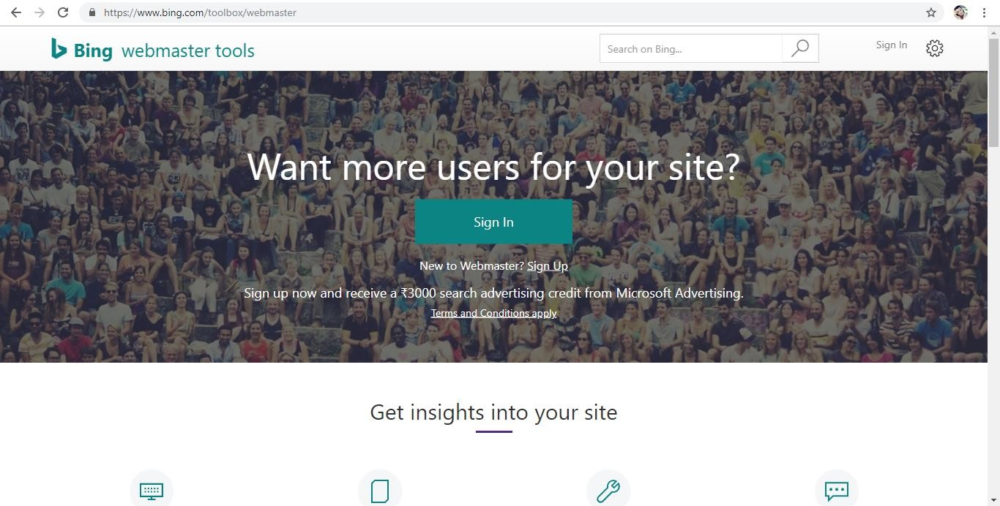 https://www.bing.com/toolbox/webmaster
Bing webmaster tools
Search on Bing...
Sign In
Want more users for your site?
Sign In
New to Webmaster? Sign Up
Sign up now and receive a ₹3000 search advertising credit from Microsoft Advertising.
Terms and Conditions apply
Get insights into your site